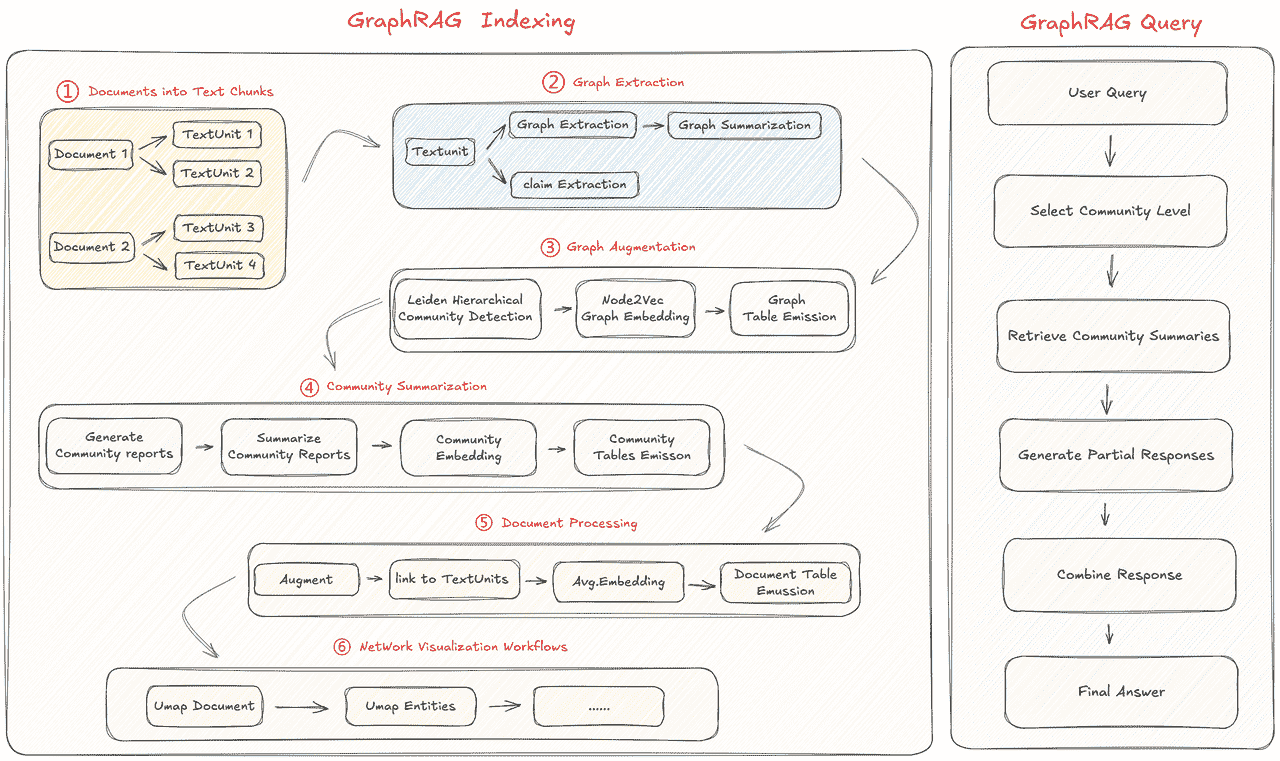 GraphRAG Indexing
① Documents into Text Chunks
Document 1
TextUnit 1
TextUnit 2
Document 2
TextUnit 3
TextUnit 4
② Graph Extraction
Textunit
Graph Extraction
Graph Summarization
claim Extraction
③ Graph Augmentation
Leiden Hierarchical
Community Detection
Node2Vec
Graph Embedding
Graph
Table Emission
④ Community Summarization
Generate
Community reports
Summarize
Community Reports
Community
Embedding
Community
Tables Emisson
⑤ Document Processing
Augment
link to TextUnits
Avg.Embedding
Document Table
Emussion
⑥ NetWork Visualization Workflows
Umap Document
Umap Entities
......
GraphRAG Query
User Query
Select Community Level
Retrieve Community Summaries
Generate Partial Responses
Combine Response
Final Answer